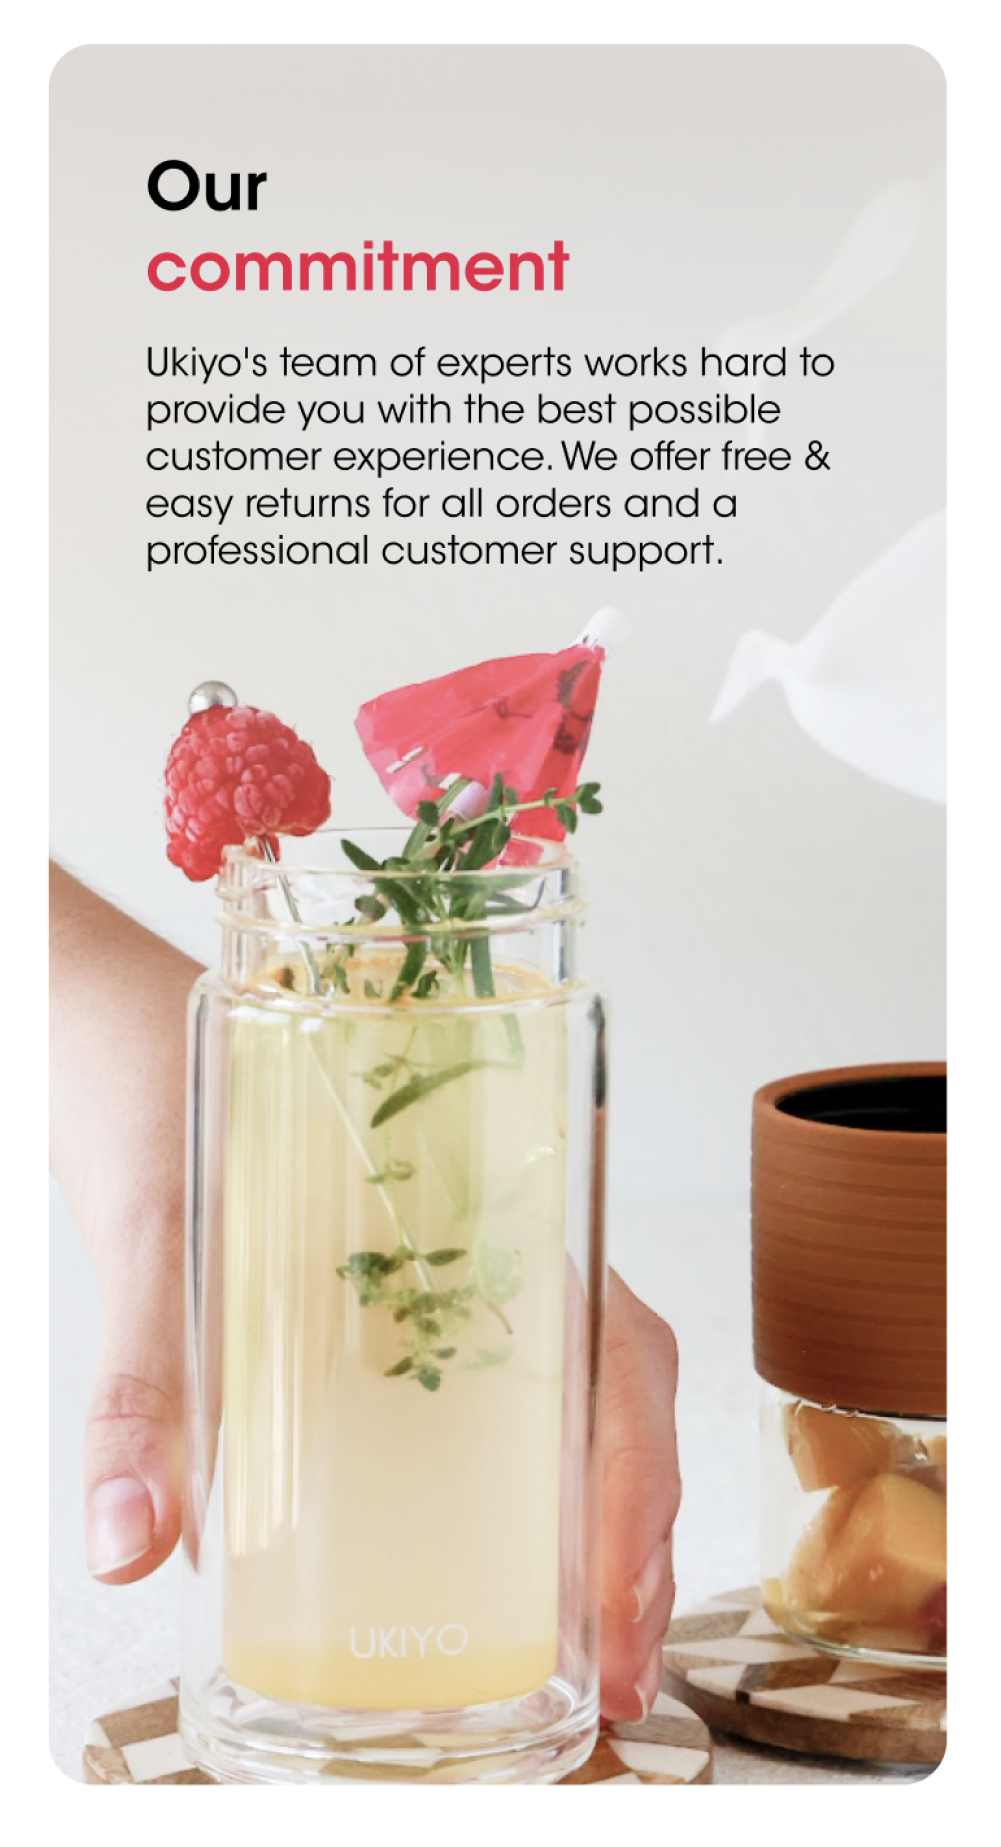 Our
commitment
Ukiyo's team of experts works hard to
provide you with the best possible
customer experience. We offer free &
easy returns for all orders and a
professional customer support.
UKIYO